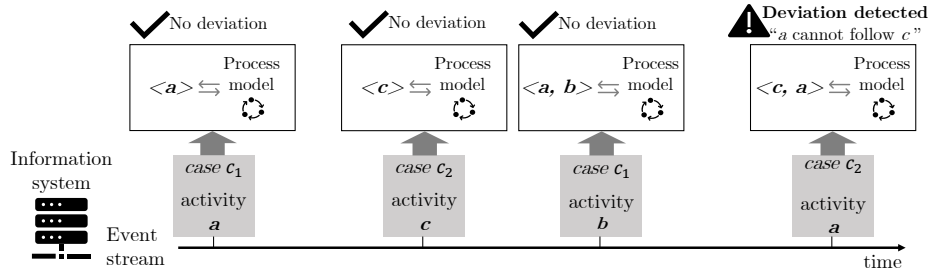 No deviation
No deviation
No deviation
Deviation detected
“a cannot follow c”
<a>
Process
model
<c>
Process
model
<a, b>
Process
model
<c, a>
Process
model
Information
system
case c1
activity
a
case c2
activity
c
case c1
activity
b
case c2
activity
a
Event
stream
time